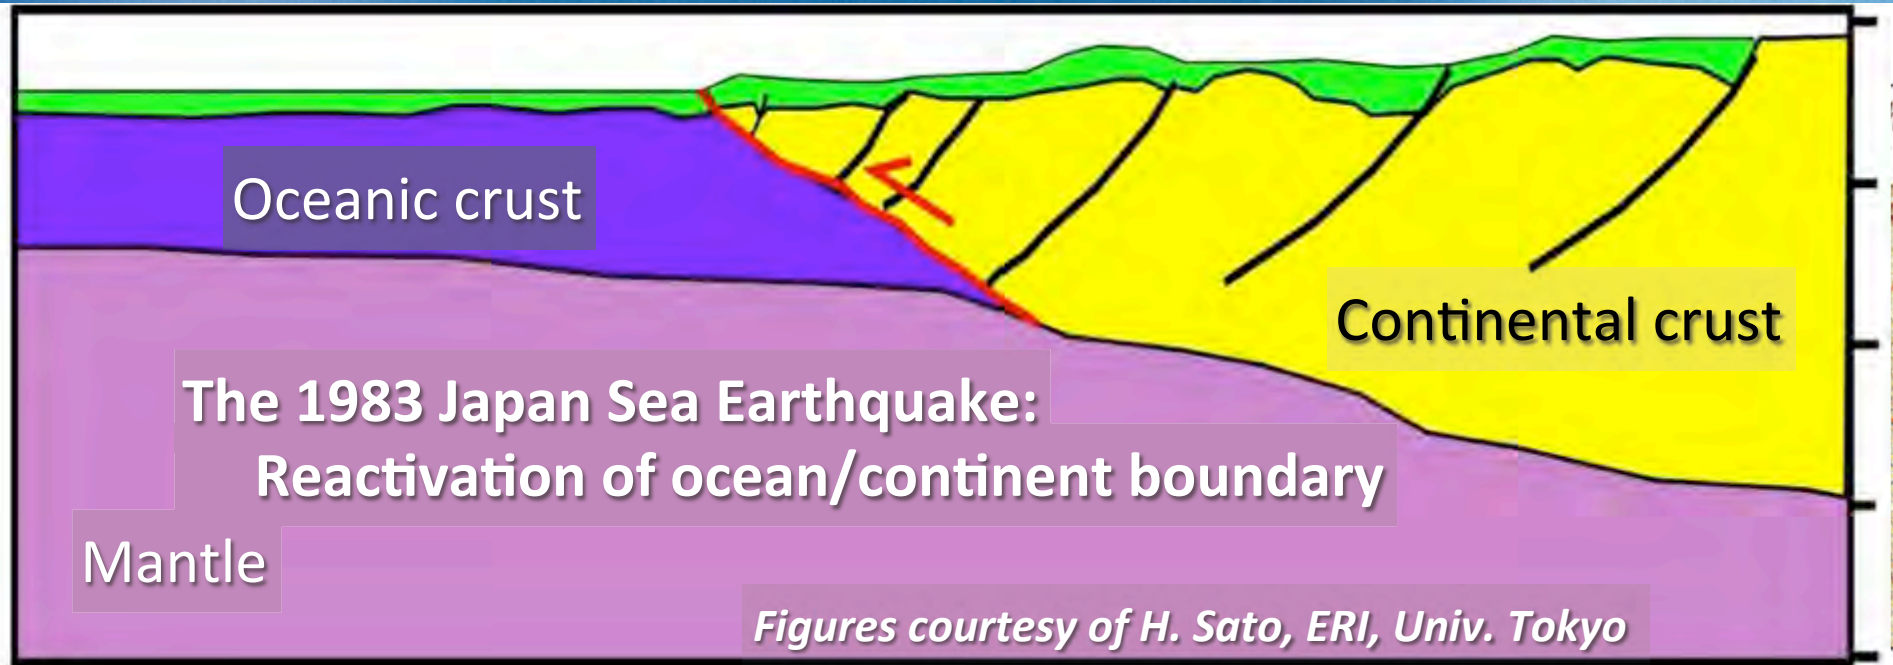 Oceanic crust
Continental crust
The 1983 Japan Sea Earthquake:
Reactivation of ocean/continent boundary
Mantle
Figures courtesy of H. Sato, ERI, Univ. Tokyo